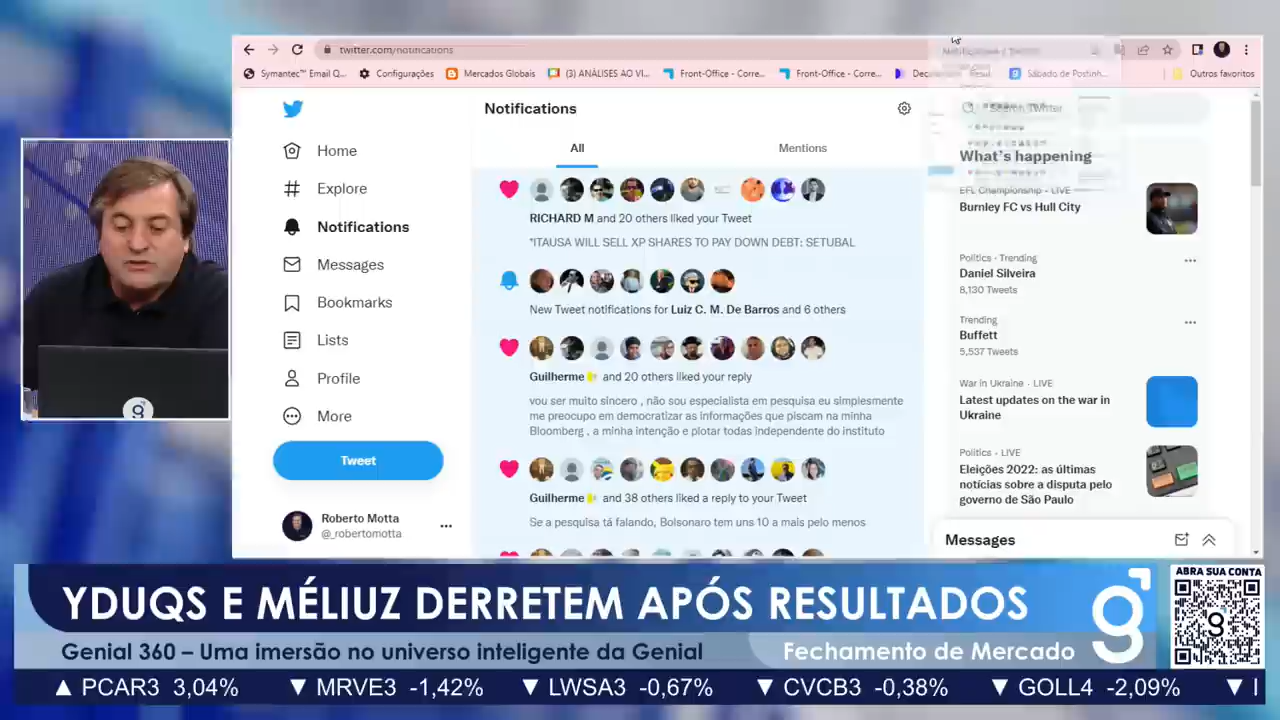 twitter.com/notifications
Symantec™ Email Q...
Configurações
Mercados Globais
(3) ANÁLISES AO VI...
Front-Office - Corre...
Front-Office - Corre...
Sábado de Postinh...
Outros favoritos
Home
Explore
Notifications
Messages
Bookmarks
Lists
Profile
More
Tweet
Roberto Motta
@_robertomotta
Notifications
All
Mentions
RICHARD M and 20 others liked your Tweet
*ITAUSA WILL SELL XP SHARES TO PAY DOWN DEBT: SETUBAL
New Tweet notifications for Luiz C. M. De Barros and 6 others
Guilherme and 20 others liked your reply
vou ser muito sincero , não sou especialista em pesquisa eu simplesmente
me preocupo em democratizar as informações que piscam na minha
Bloomberg , a minha intenção e plotar todas independente do instituto
Guilherme and 38 others liked a reply to your Tweet
Se a pesquisa tá falando, Bolsonaro tem uns 10 a mais pelo menos
Search Twitter
What's happening
EFL Championship · LIVE
Burnley FC vs Hull City
Politics · Trending
Daniel Silveira
8,130 Tweets
Trending
Buffett
5,537 Tweets
War in Ukraine · LIVE
Latest updates on the war in
Ukraine
Politics · LIVE
Eleições 2022: as últimas
notícias sobre a disputa pelo
governo de São Paulo
Messages
YDUQS E MÉLIUZ DERRETEM APÓS RESULTADOS
Genial 360 – Uma imersão no universo inteligente da Genial
Fechamento de Mercado
ABRA SUA CONTA
▲ PCAR3 3,04% ▼ MRVE3 -1,42% ▼ LWSA3 -0,67% ▼ CVCB3 -0,38% ▼ GOLL4 -2,09% ▼